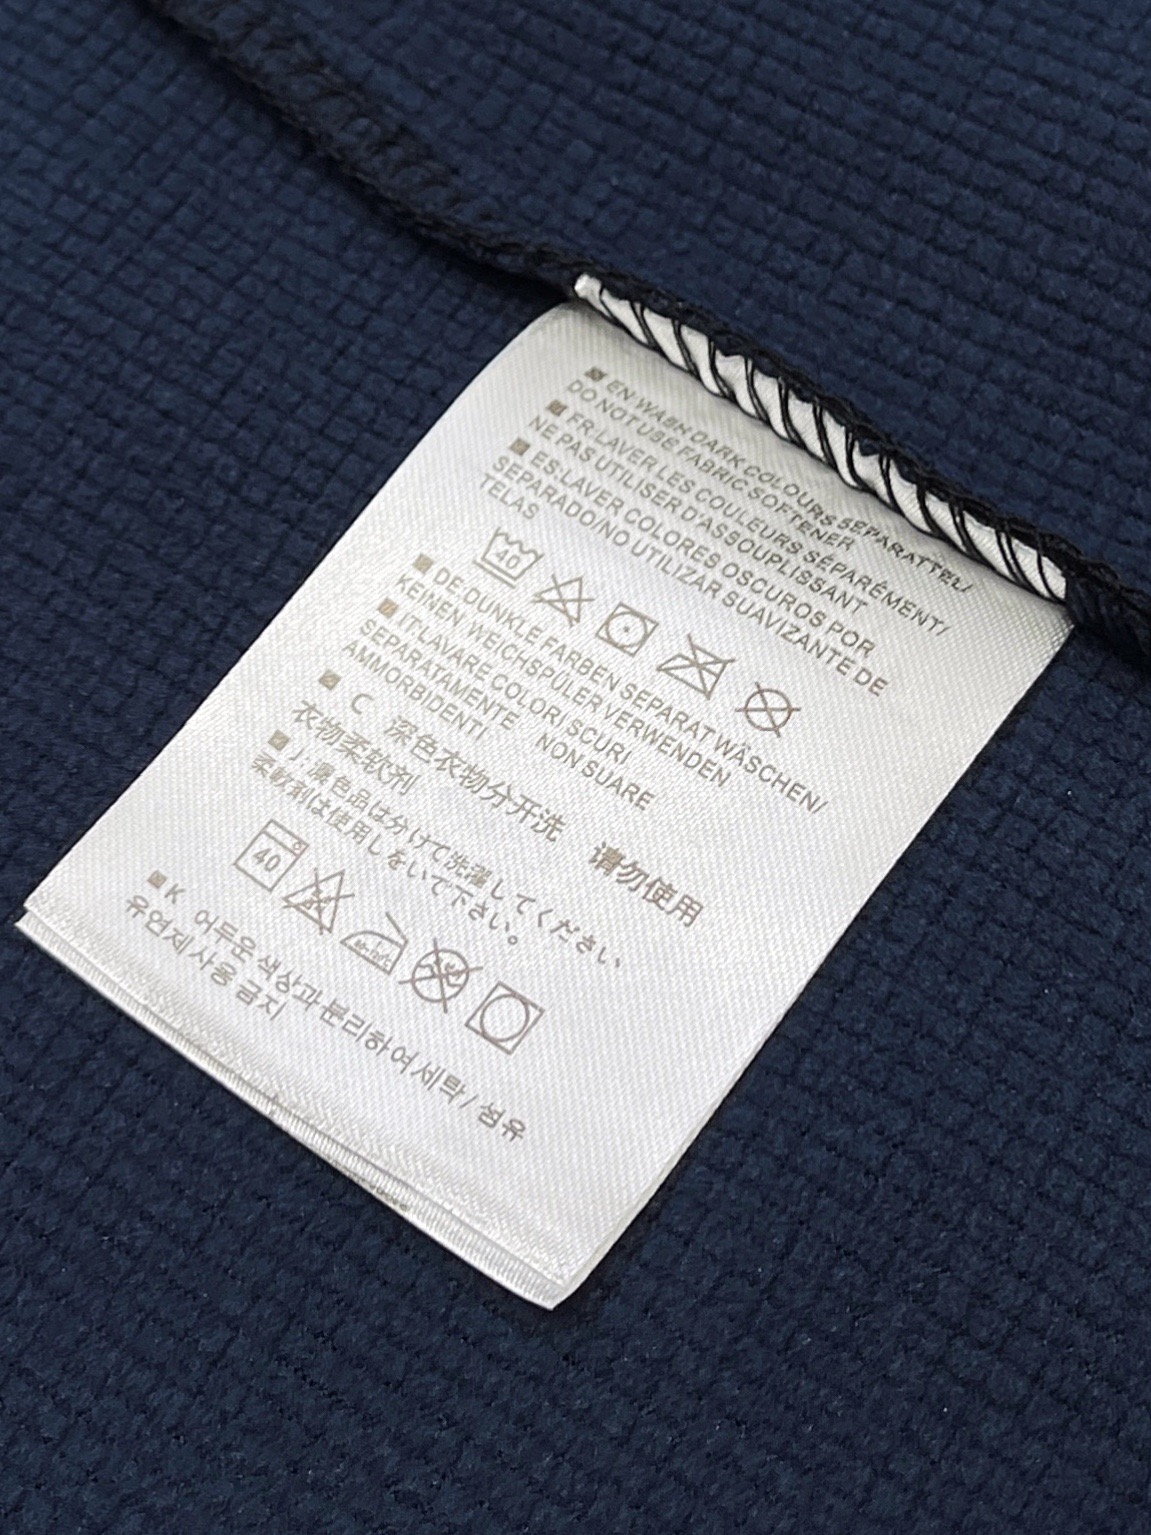 EN WASH DARK COLOURS SEPARATTEL/
DO NOT USE FABRIC SOFTENER
FR:LAVER LES COULEURS SÉPARÉMENT/
NE PAS UTILISER D'ASSOUPLISSANT
ES:LAVER COLORES OSCUROS POR
SEPARADO/NO UTILIZAR SUAVIZANTE DE
TELAS
40
DE DUNKLE FARBEN SEPARAT WÄSCHEN/
KEINEN WEICHSPÜLER VERWENDEN
IT:LAVARE COLORI SCURI
SEPARATAMENTE NON SUARE
AMMORBIDENTI
C 深色衣物分开洗 请勿使用
衣物柔软剂
J:濃色品は分けて洗濯してください,
柔軟剤は使用しをいで下さい。
40
K 어두운 색상과 분리하여 세탁/ 섬유
유연제 사용 금지